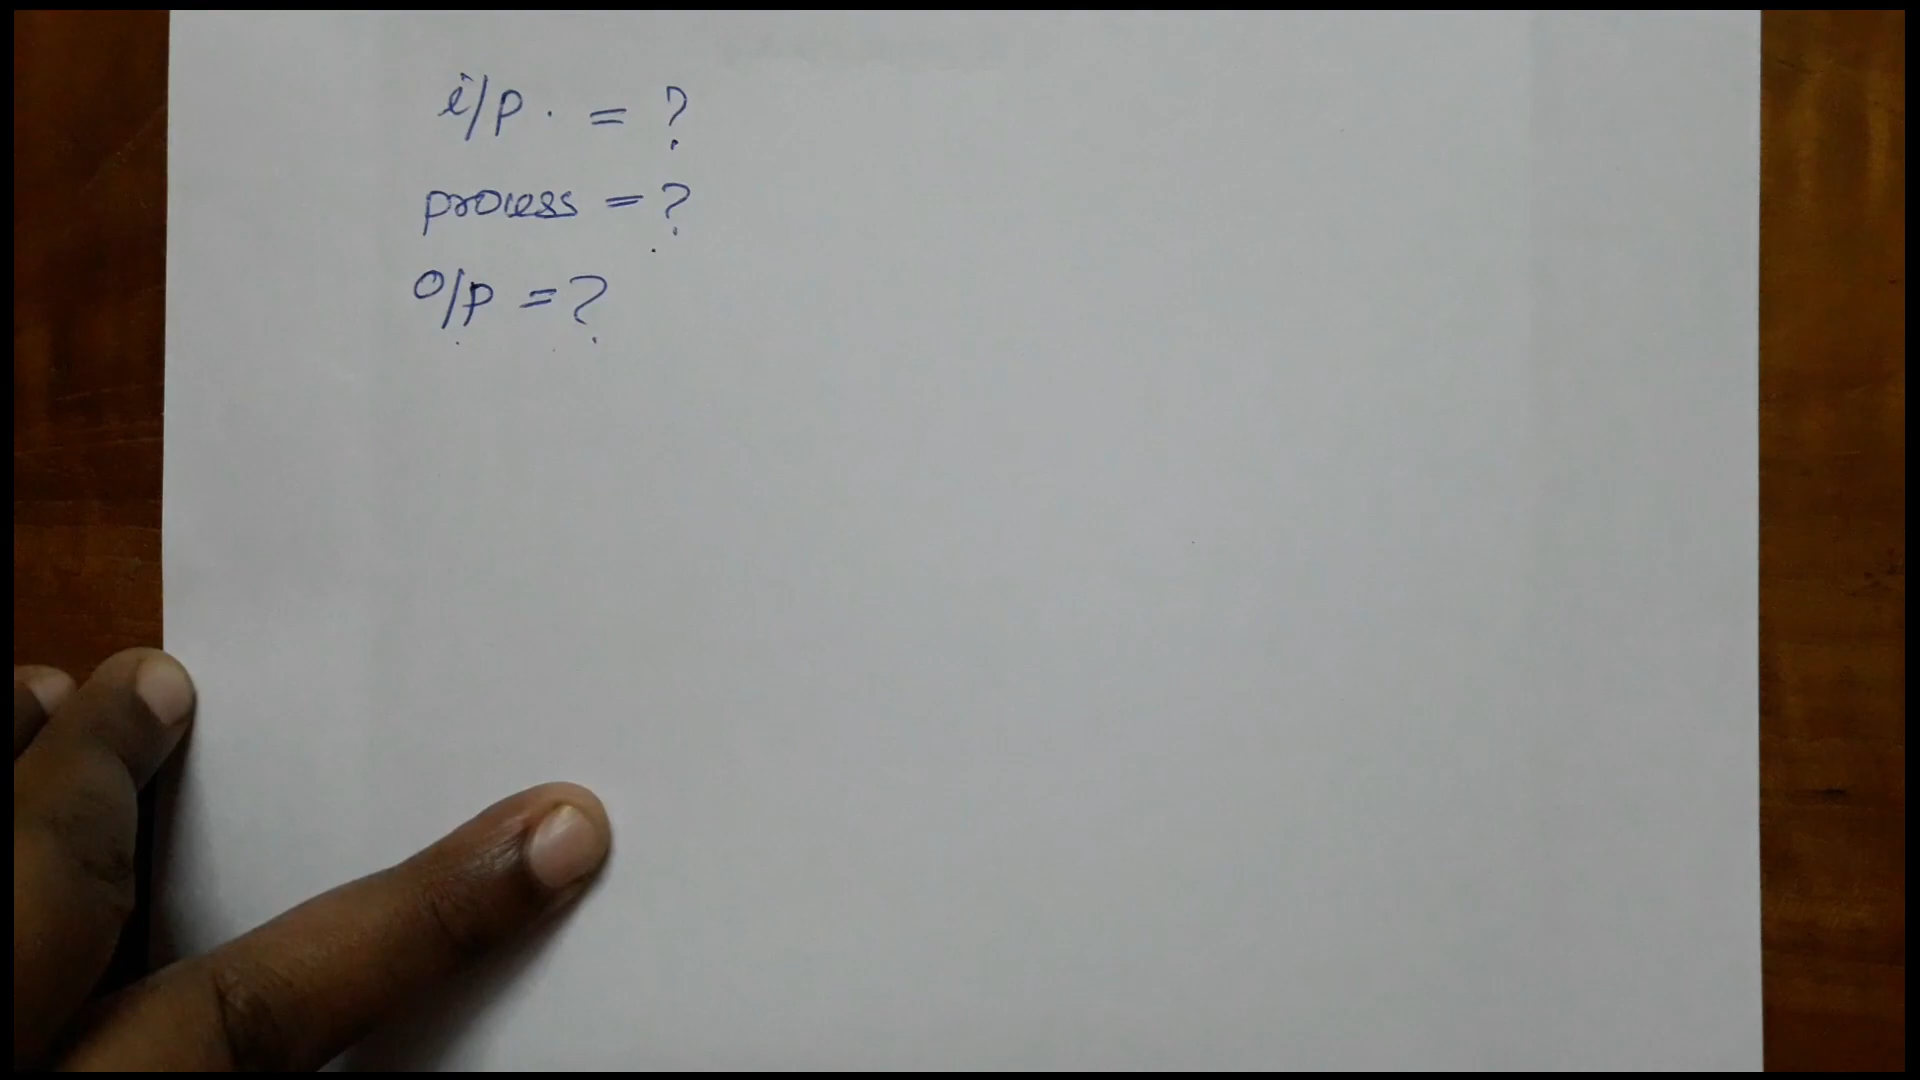 i/p . = ?
process = ?
o/p = ?